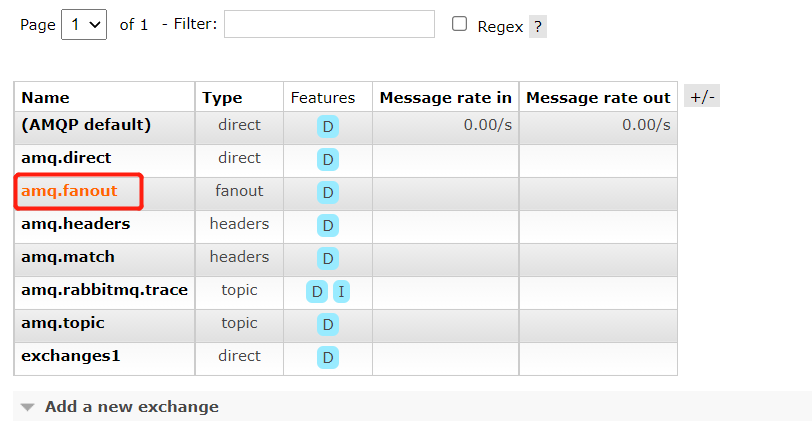 Page 1 of 1 - Filter: Regex ?
Name Type Features Message rate in Message rate out +/-
(AMQP default) direct D 0.00/s 0.00/s
amq.direct direct D
amq.fanout fanout D
amq.headers headers D
amq.match headers D
amq.rabbitmq.trace topic D I
amq.topic topic D
exchanges1 direct D
Add a new exchange